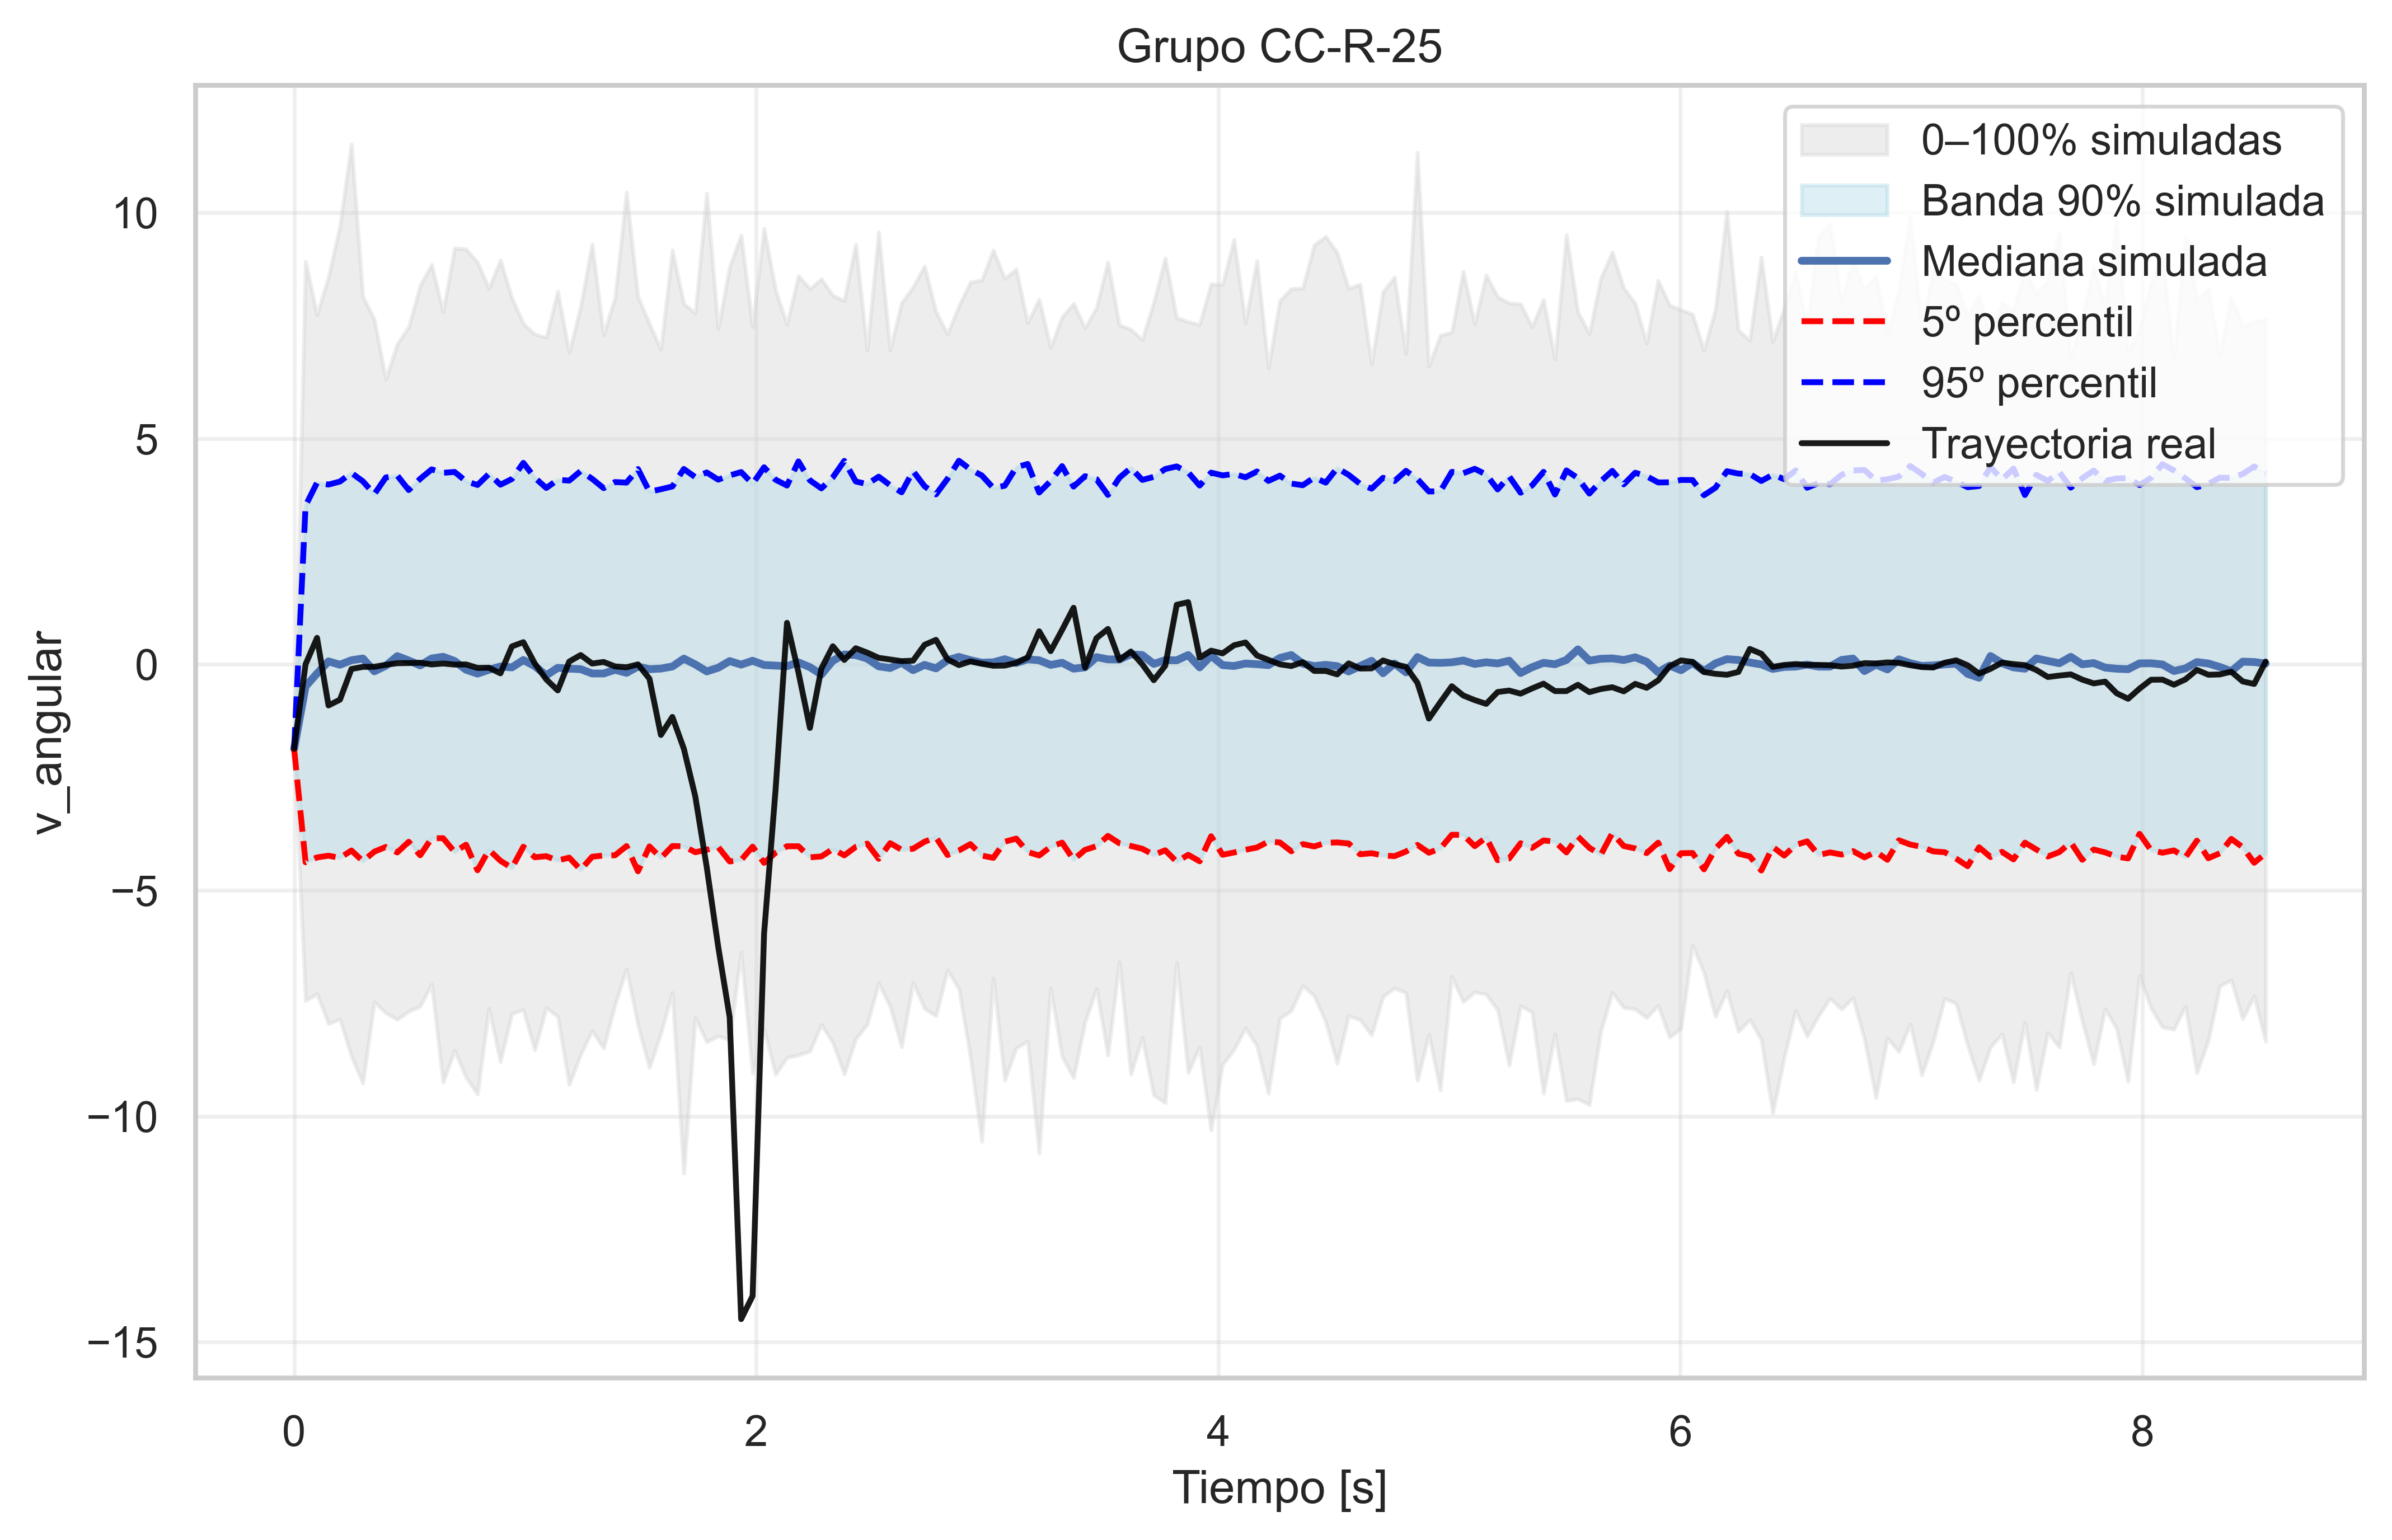 Grupo CC-R-25
0–100% simuladas
Banda 90% simulada
Mediana simulada
5º percentil
95º percentil
Trayectoria real
10
5
0
−5
−10
−15
v_angular
0 2 4 6 8
Tiempo [s]